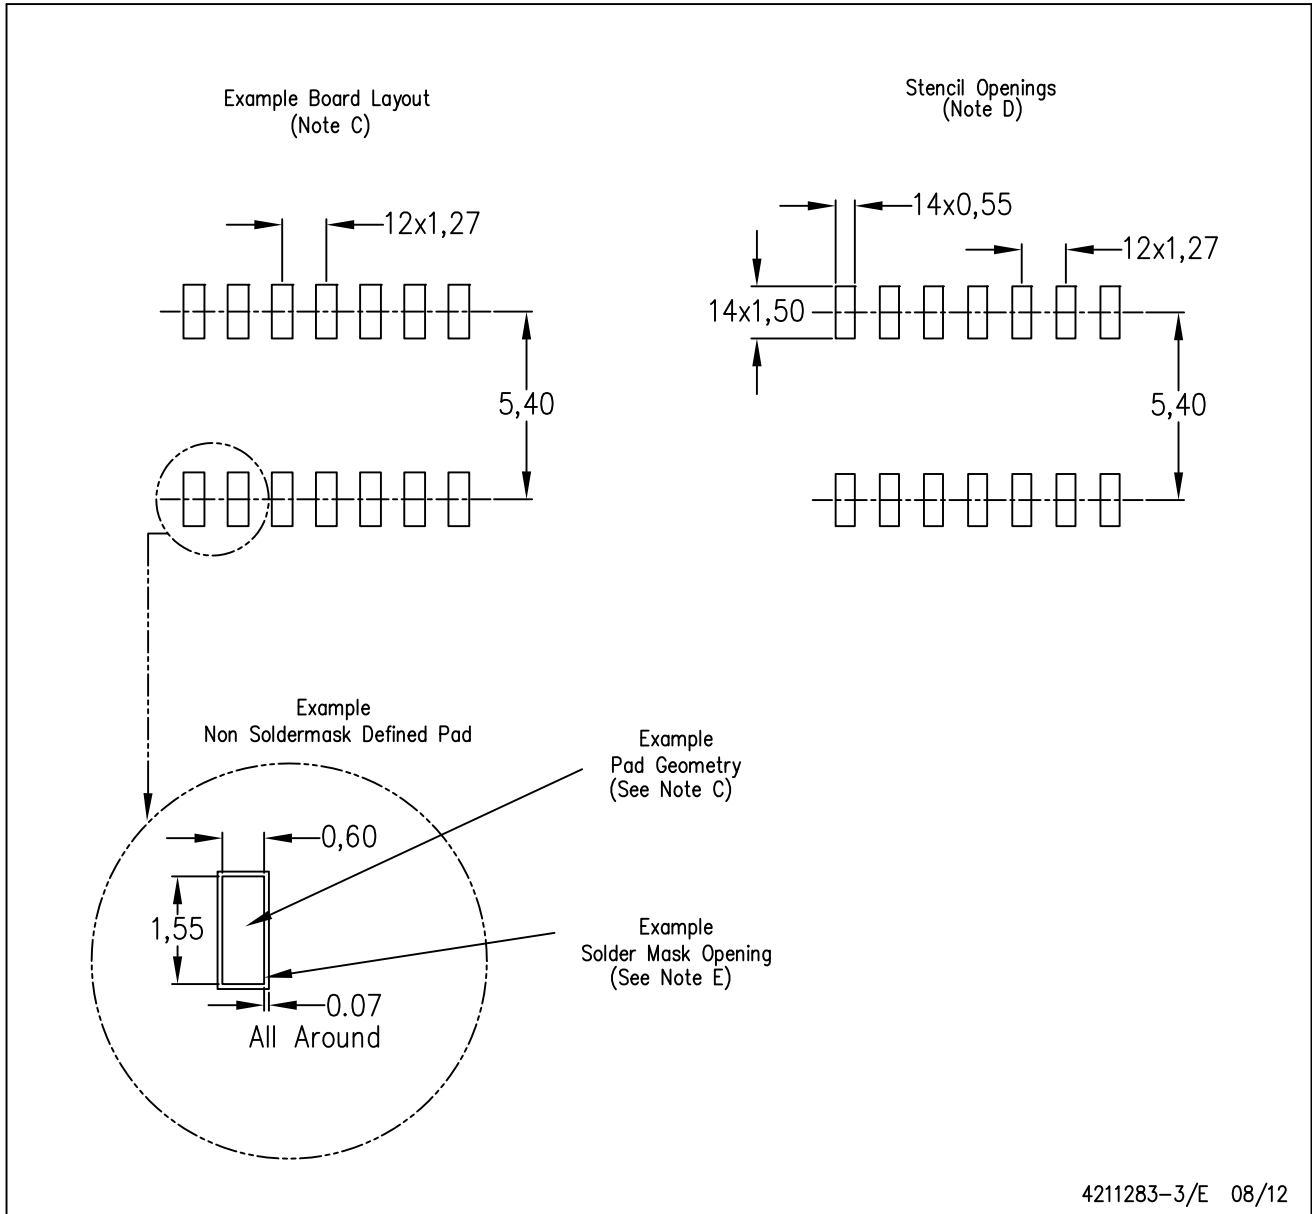 Example Board Layout
(Note C)
Stencil Openings
(Note D)
12x1,27
14x0,55
12x1,27
14x1,50
5,40
5,40
Example
Non Soldermask Defined Pad
Example
Pad Geometry
(See Note C)
0,60
1,55
Example
Solder Mask Opening
(See Note E)
0.07
All Around
4211283-3/E 08/12